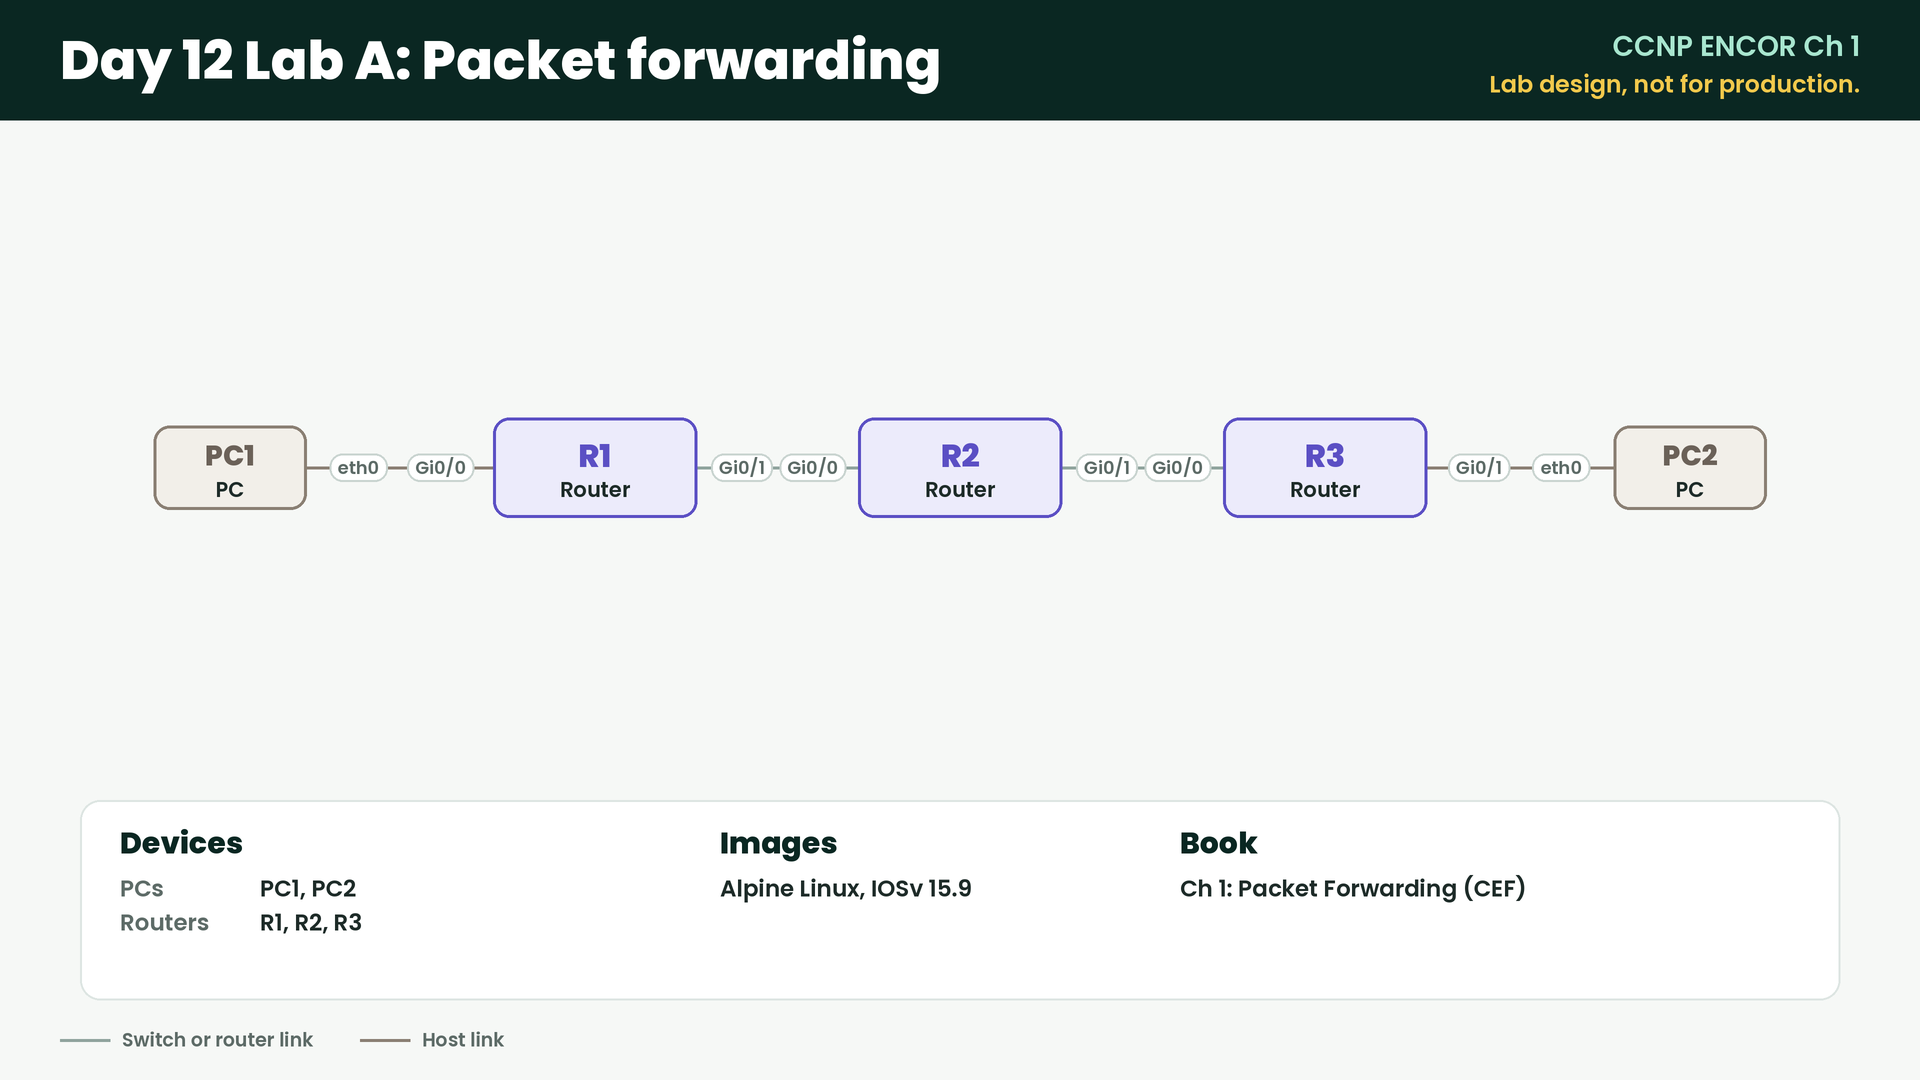 Day 12 Lab A: Packet forwarding
CCNP ENCOR Ch 1
Lab design, not for production.
PC1
PC
eth0
Gi0/0
R1
Router
Gi0/1
Gi0/0
R2
Router
Gi0/1
Gi0/0
R3
Router
Gi0/1
eth0
PC2
PC
Devices
PCs PC1, PC2
Routers R1, R2, R3
Images
Alpine Linux, IOSv 15.9
Book
Ch 1: Packet Forwarding (CEF)
Switch or router link
Host link